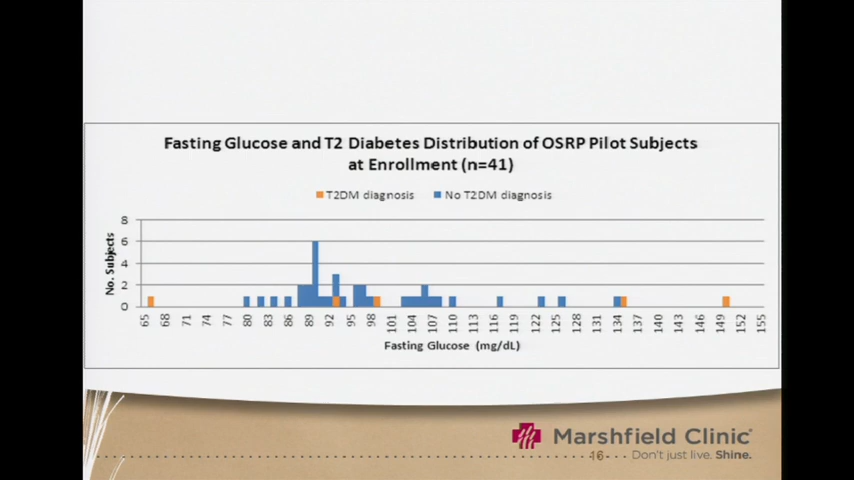 Fasting Glucose and T2 Diabetes Distribution of OSRP Pilot Subjects
at Enrollment (n=41)
T2DM diagnosis No T2DM diagnosis
No. Subjects
8
6
4
2
0
65 68 71 74 77 80 82 83 86 89 92 95 98 101 104 107 110 113 116 119 122 125 128 131 134 137 140 143 146 149 152 155
Fasting Glucose (mg/dL)
Marshfield Clinic
16 Don't just live. Shine.